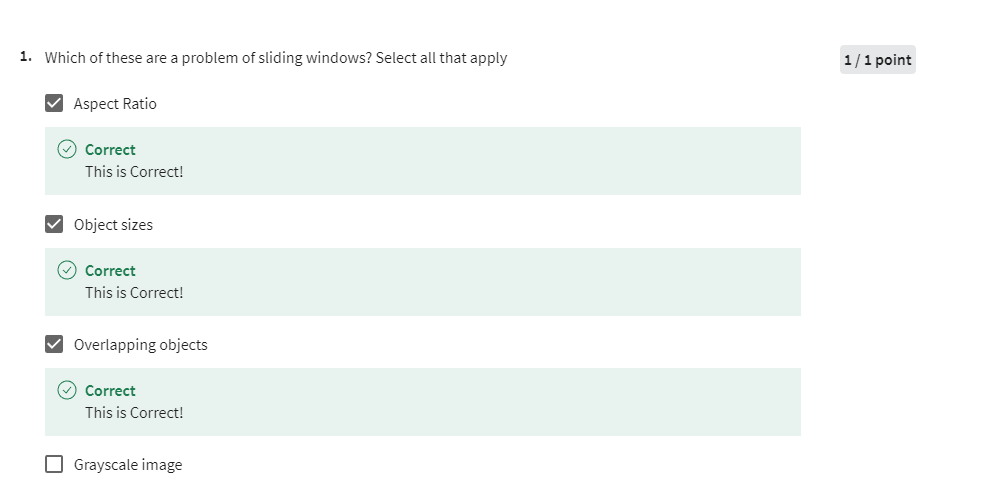 1. Which of these are a problem of sliding windows? Select all that apply
1 / 1 point
Aspect Ratio
Correct
This is Correct!
Object sizes
Correct
This is Correct!
Overlapping objects
Correct
This is Correct!
Grayscale image